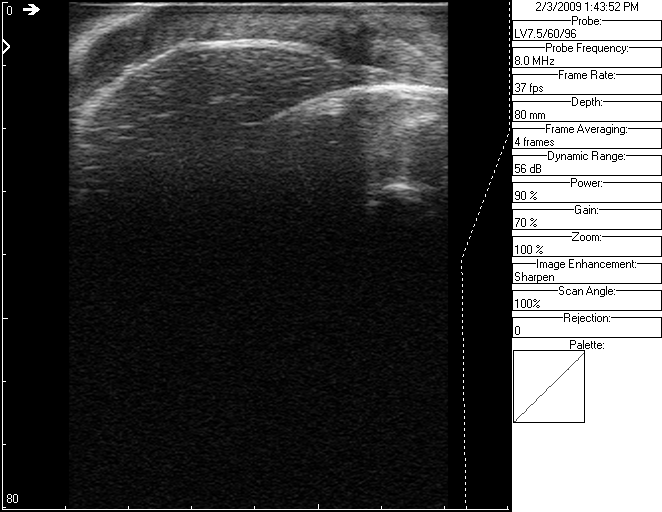 0
80
2/3/2009 1:43:52 PM
Probe:
LV7.5/60/96
Probe Frequency:
8.0 MHz
Frame Rate:
37 fps
Depth:
80 mm
Frame Averaging:
4 frames
Dynamic Range:
56 dB
Power:
90 %
Gain:
70 %
Zoom:
100 %
Image Enhancement:
Sharpen
Scan Angle:
100%
Rejection:
0
Palette: